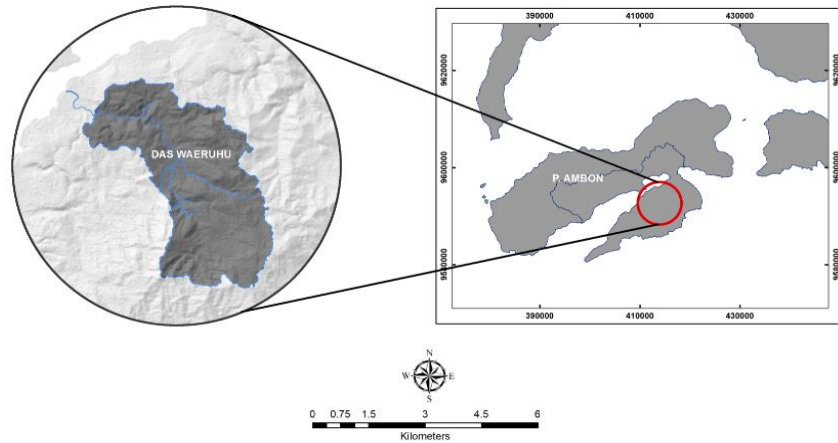 390000 410000 430000
9620000 9620000
DAS WAERUHU
9600000 P. AMBON 9600000
9580000 9580000
390000 410000 430000
N
W E
S
0 0.75 1.5 3 4.5 6
Kilometers